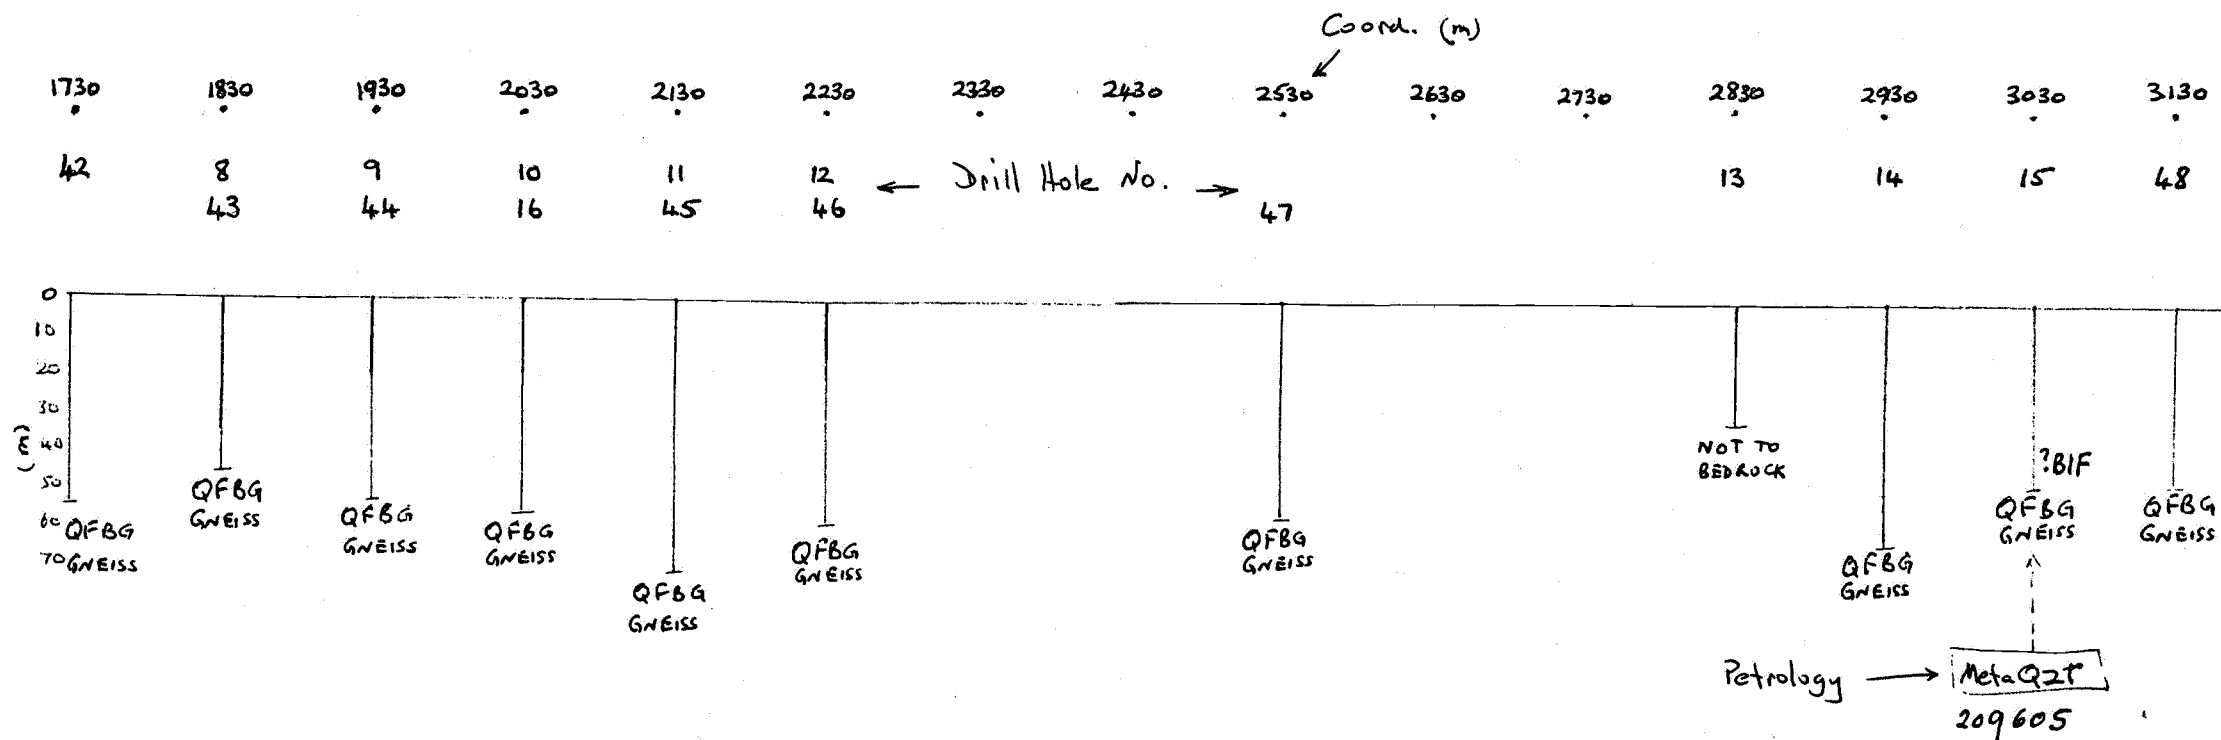 Coord. (m)
1730 1830 1930 2030 2130 2230 2330 2430 2530 2630 2730 2830 2930 3030 3130
42 8 9 10 11 12 ← Drill Hole No. → 13 14 15 48
43 44 16 45 46 47
0
10
20
30
40
50
60
70
(m)
QFBG
GNEISS
QFBG
GNEISS
QFBG
GNEISS
QFBG
GNEISS
QFBG
GNEISS
QFBG
GNEISS
QFBG
GNEISS
NOT TO
BEDROCK
QFBG
GNEISS
?BIF
QFBG
GNEISS
QFBG
GNEISS
Petrology → MetaQzt
209605